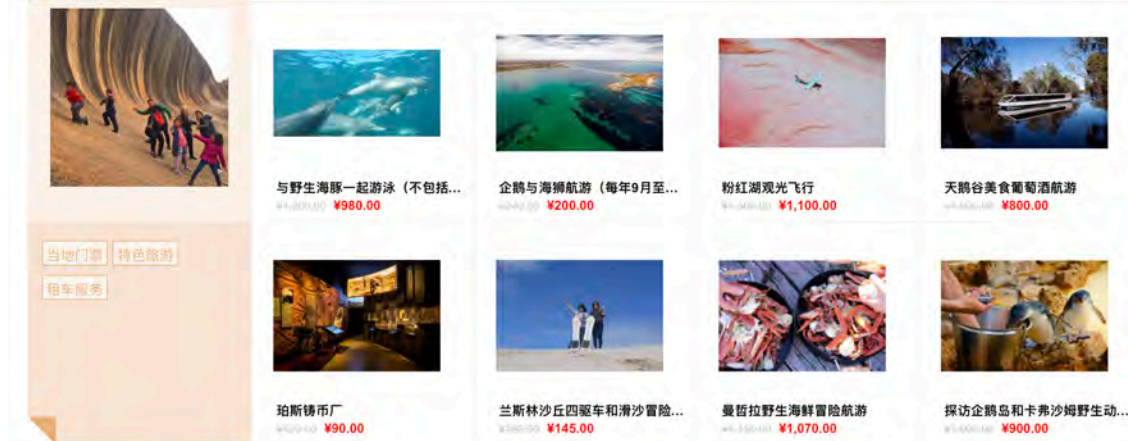 与野生海豚一起游泳（不包括...
¥980.00
企鹅与海狮航游（每年9月至...
¥200.00
粉红湖观光飞行
¥1,100.00
天鹅谷美食葡萄酒航游
¥800.00
当地门票 特色旅游
租车服务
珀斯铸币厂
¥90.00
兰斯林沙丘四驱车和滑沙冒险...
¥145.00
曼哲拉野生海鲜冒险航游
¥1,070.00
探访企鹅岛和卡弗沙姆野生动...
¥900.00